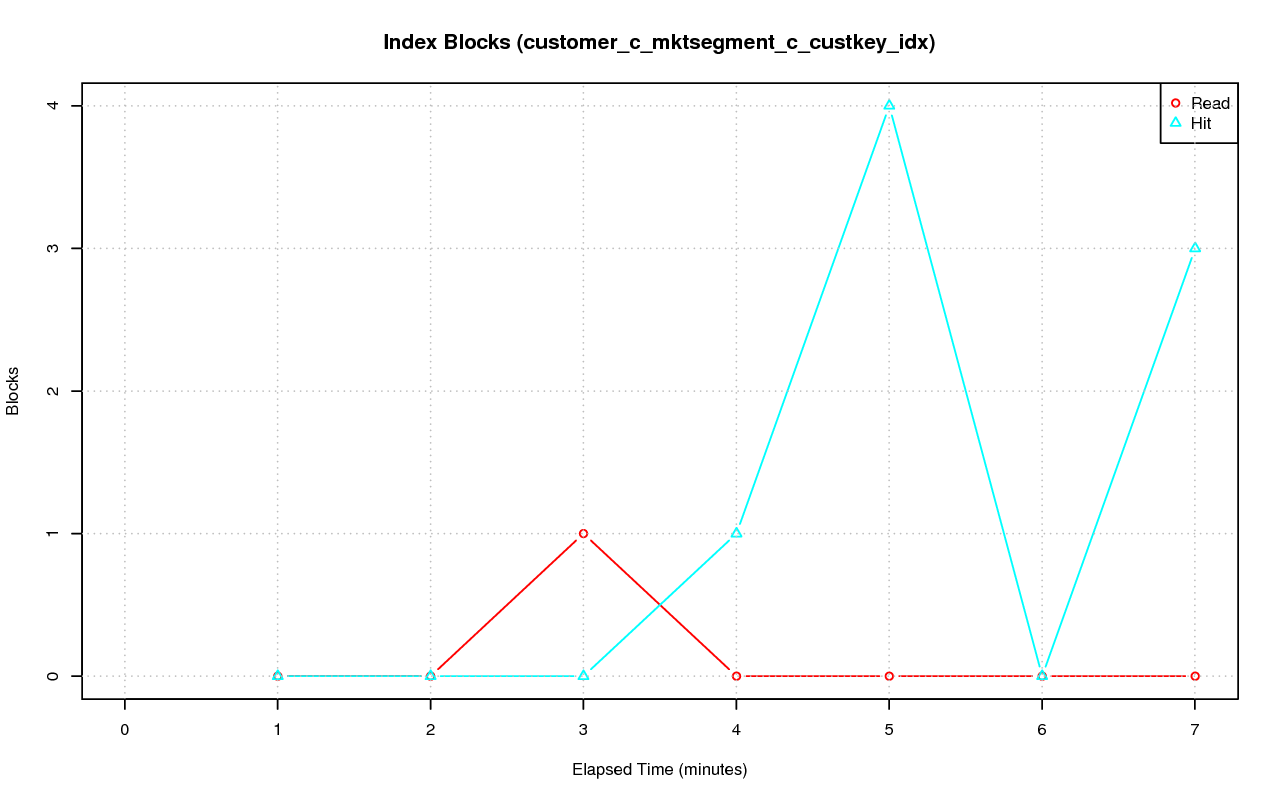 Index Blocks (customer_c_mktsegment_c_custkey_idx)
Read
Hit
4
3
2
1
0
Blocks
0 1 2 3 4 5 6 7
Elapsed Time (minutes)